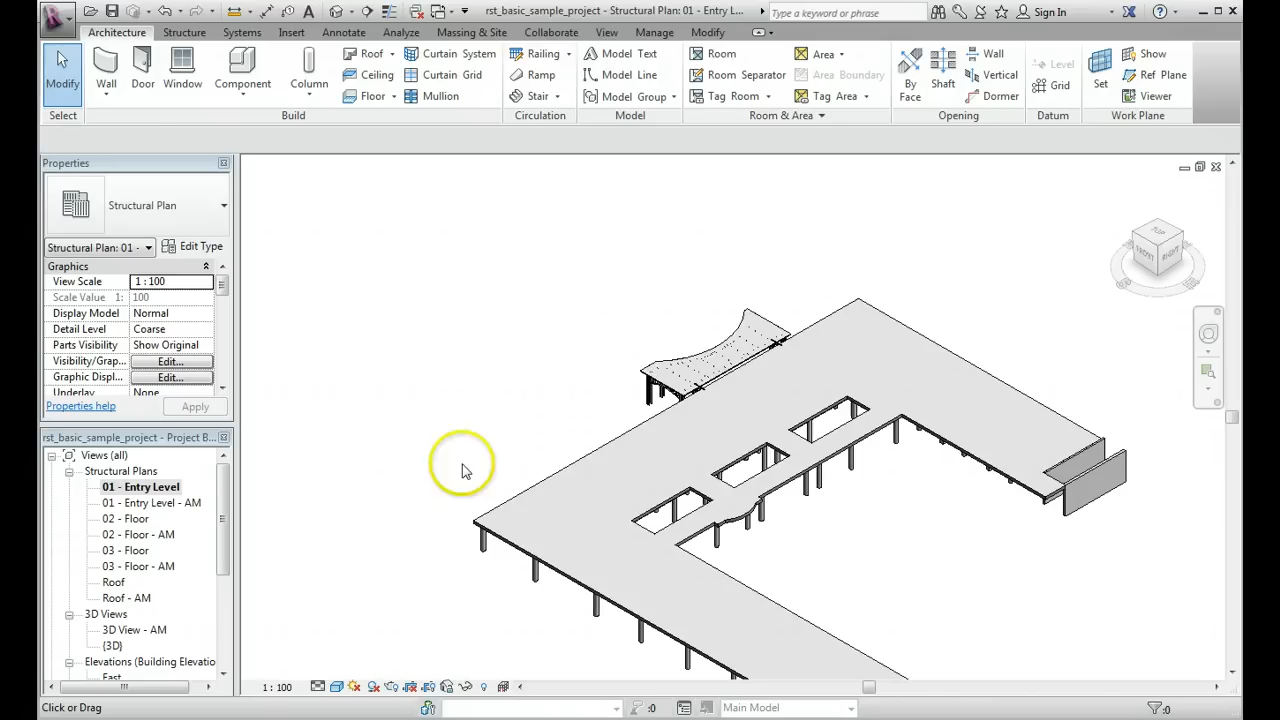 rst_basic_sample_project - Structural Plan: 01 - Entry L...
Type a keyword or phrase
Sign In
Architecture Structure Systems Insert Annotate Analyze Massing & Site Collaborate View Manage Modify
Modify
Wall
Door
Window
Component
Column
Roof
Ceiling
Floor
Curtain System
Curtain Grid
Mullion
Railing
Ramp
Stair
Model Text
Model Line
Model Group
Room
Room Separator
Tag Room
Area
Area Boundary
Tag Area
By
Face
Shaft
Wall
Vertical
Dormer
Level
Grid
Set
Show
Ref Plane
Viewer
Select Build Circulation Model Room & Area Opening Datum Work Plane
Properties
Structural Plan
Structural Plan: 01 - Edit Type
Graphics
View Scale 1 : 100
Scale Value 1: 100
Display Model Normal
Detail Level Coarse
Parts Visibility Show Original
Visibility/Grap... Edit...
Graphic Displ... Edit...
Underlay None
Properties help Apply
rst_basic_sample_project - Project B...
Views (all)
Structural Plans
01 - Entry Level
01 - Entry Level - AM
02 - Floor
02 - Floor - AM
03 - Floor
03 - Floor - AM
Roof
Roof - AM
3D Views
3D View - AM
{3D}
Elevations (Building Elevatio
East
TOP
FRONT
RIGHT
1 : 100
Click or Drag
:0
Main Model
:0